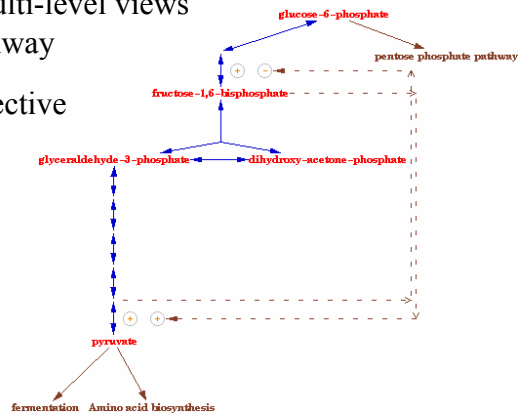 ulti-level views
way
ective
glucose-6-phosphate
pentose phosphate pathway
+ -
fructose-1,6-bisphosphate
glyceraldehyde-3-phosphate dihydroxy-acetone-phosphate
+ +
pyruvate
fermentation Amino acid biosynthesis